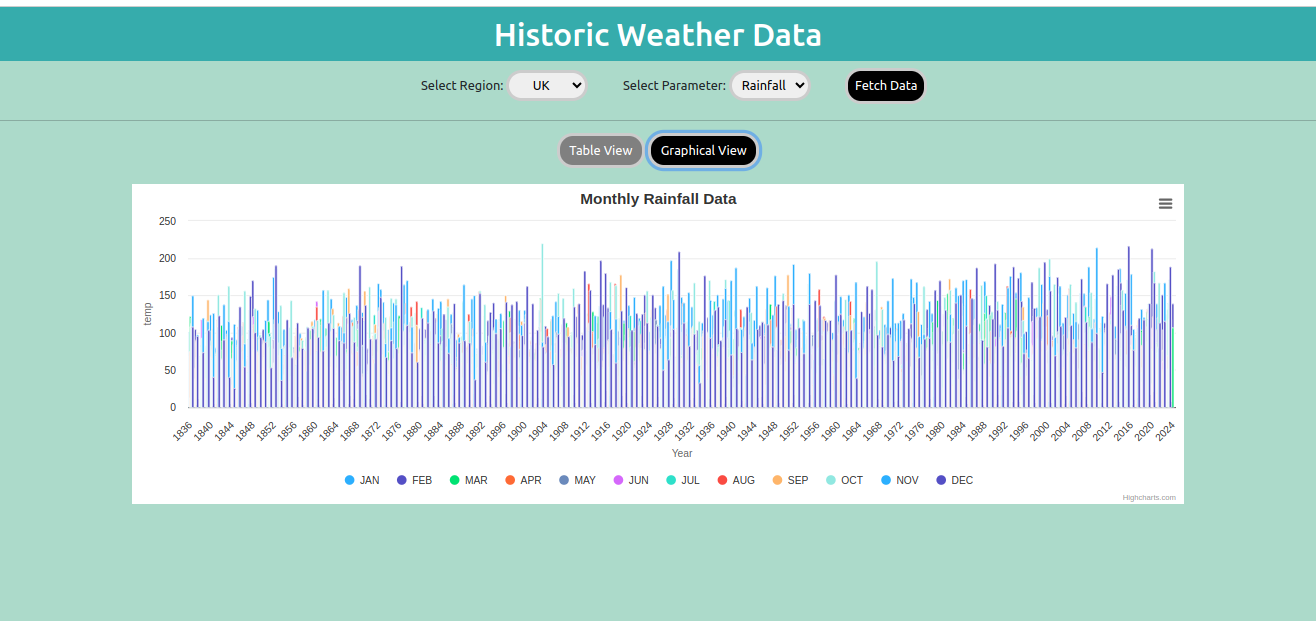 Historic Weather Data
Select Region: UK Select Parameter: Rainfall Fetch Data
Table View Graphical View
Monthly Rainfall Data
250
200
150
100
50
0
temp
1836 1840 1844 1848 1852 1856 1860 1864 1868 1872 1876 1880 1884 1888 1892 1896 1900 1904 1908 1912 1916 1920 1924 1928 1932 1936 1940 1944 1948 1952 1956 1960 1964 1968 1972 1976 1980 1984 1988 1992 1996 2000 2004 2008 2012 2016 2020 2024
Year
JAN FEB MAR APR MAY JUN JUL AUG SEP OCT NOV DEC
Highcharts.com